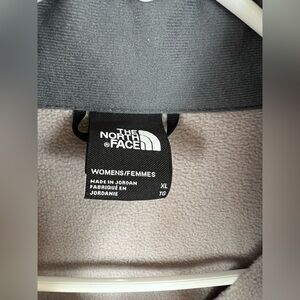 THE
NORTH
®FACE
WOMENS/FEMMES
MADE IN JORDAN XL
FABRIQUÉ EN TG
JORDANIE